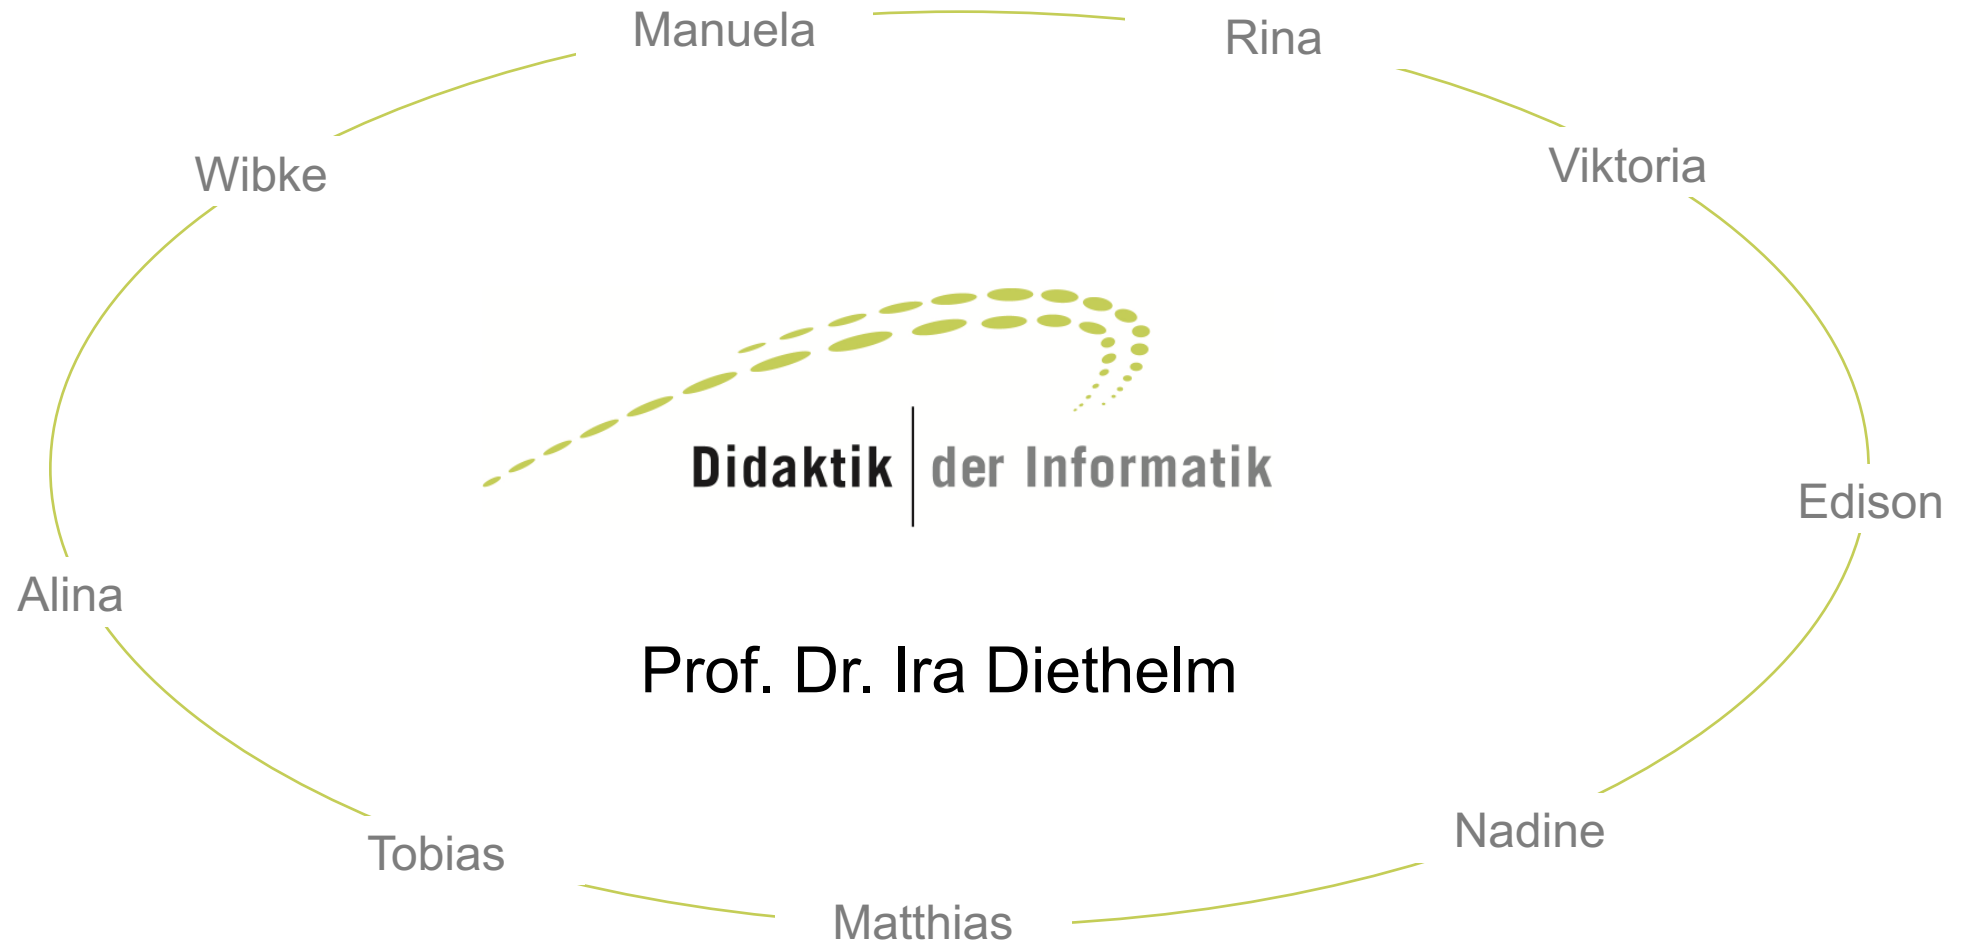 Manuela
Rina
Wibke
Viktoria
Didaktik der Informatik
Edison
Alina
Prof. Dr. Ira Diethelm
Nadine
Tobias
Matthias